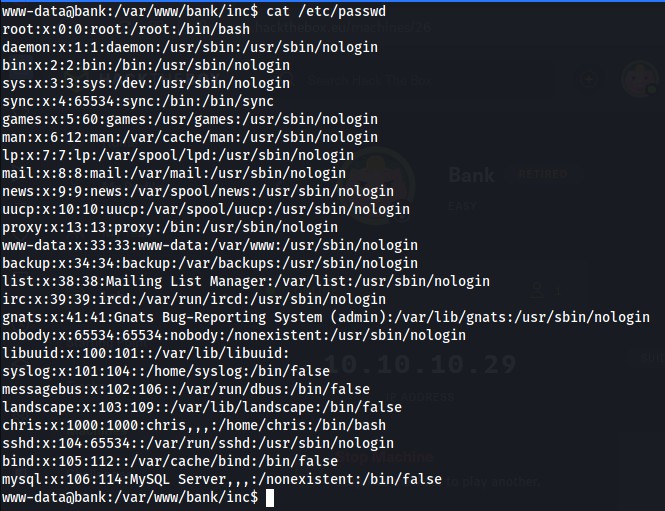 www-data@bank:/var/www/bank/inc$ cat /etc/passwd
root:x:0:0:root:/root:/bin/bash
daemon:x:1:1:daemon:/usr/sbin:/usr/sbin/nologin
bin:x:2:2:bin:/bin:/usr/sbin/nologin
sys:x:3:3:sys:/dev:/usr/sbin/nologin
sync:x:4:65534:sync:/bin:/bin/sync
games:x:5:60:games:/usr/games:/usr/sbin/nologin
man:x:6:12:man:/var/cache/man:/usr/sbin/nologin
lp:x:7:7:lp:/var/spool/lpd:/usr/sbin/nologin
mail:x:8:8:mail:/var/mail:/usr/sbin/nologin
news:x:9:9:news:/var/spool/news:/usr/sbin/nologin
uucp:x:10:10:uucp:/var/spool/uucp:/usr/sbin/nologin
proxy:x:13:13:proxy:/bin:/usr/sbin/nologin
www-data:x:33:33:www-data:/var/www:/usr/sbin/nologin
backup:x:34:34:backup:/var/backups:/usr/sbin/nologin
list:x:38:38:Mailing List Manager:/var/list:/usr/sbin/nologin
irc:x:39:39:ircd:/var/run/ircd:/usr/sbin/nologin
gnats:x:41:41:Gnats Bug-Reporting System (admin):/var/lib/gnats:/usr/sbin/nologin
nobody:x:65534:65534:nobody:/nonexistent:/usr/sbin/nologin
libuuid:x:100:101::/var/lib/libuuid:
syslog:x:101:104::/home/syslog:/bin/false
messagebus:x:102:106::/var/run/dbus:/bin/false
landscape:x:103:109::/var/lib/landscape:/bin/false
chris:x:1000:1000:chris,,,:/home/chris:/bin/bash
sshd:x:104:65534::/var/run/sshd:/usr/sbin/nologin
bind:x:105:112::/var/cache/bind:/bin/false
mysql:x:106:114:MySQL Server,,,:/nonexistent:/bin/false
www-data@bank:/var/www/bank/inc$
Bank
RETIRED
EASY
10.10.10.29